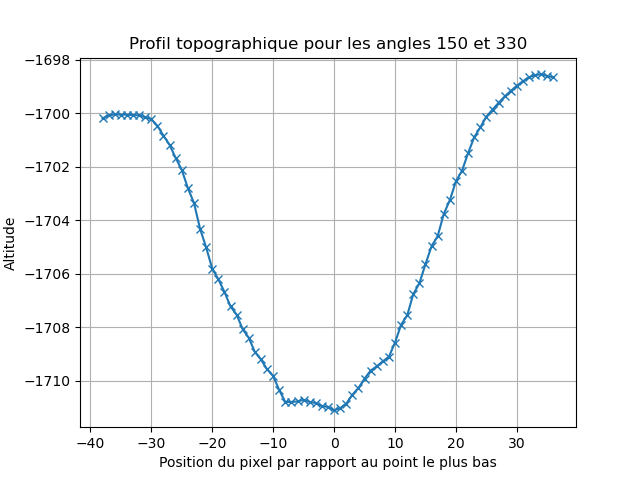 Profil topographique pour les angles 150 et 330
−1698
−1700
−1702
−1704
−1706
−1708
−1710
Altitude
−40 −30 −20 −10 0 10 20 30
Position du pixel par rapport au point le plus bas